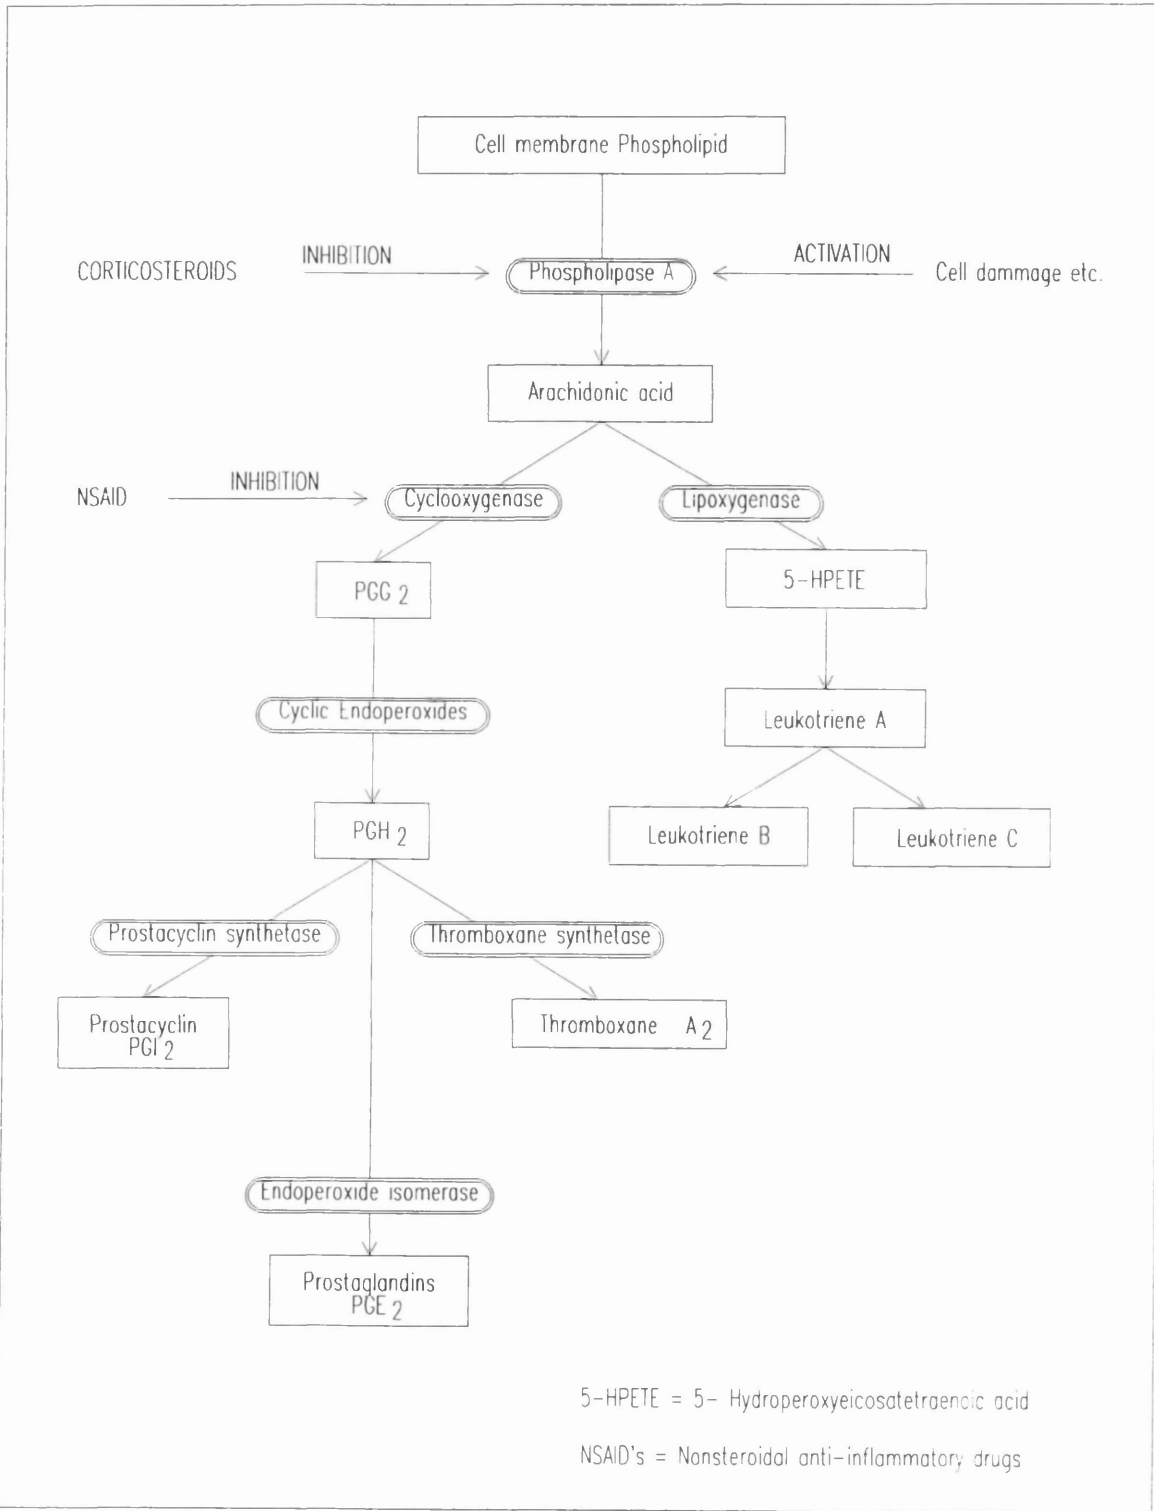 Cell membrane Phospholipid
CORTICOSTEROIDS
INHIBITION
Phospholipase A
ACTIVATION
Cell dammage etc.
Arachidonic acid
NSAID
INHIBITION
Cyclooxygenase
Lipoxygenase
PGG 2
5-HPETE
Cyclic Endoperoxides
Leukotriene A
PGH 2
Leukotriene B
Leukotriene C
Prostacyclin synthetase
Thromboxane synthetase
Prostacyclin
PGI 2
Thromboxane A 2
Endoperoxide isomerase
Prostaglandins
PGE 2
5-HPETE = 5- Hydroperoxyeicosatetraencic acid
NSAID's = Nonsteroidal anti-inflammatory drugs